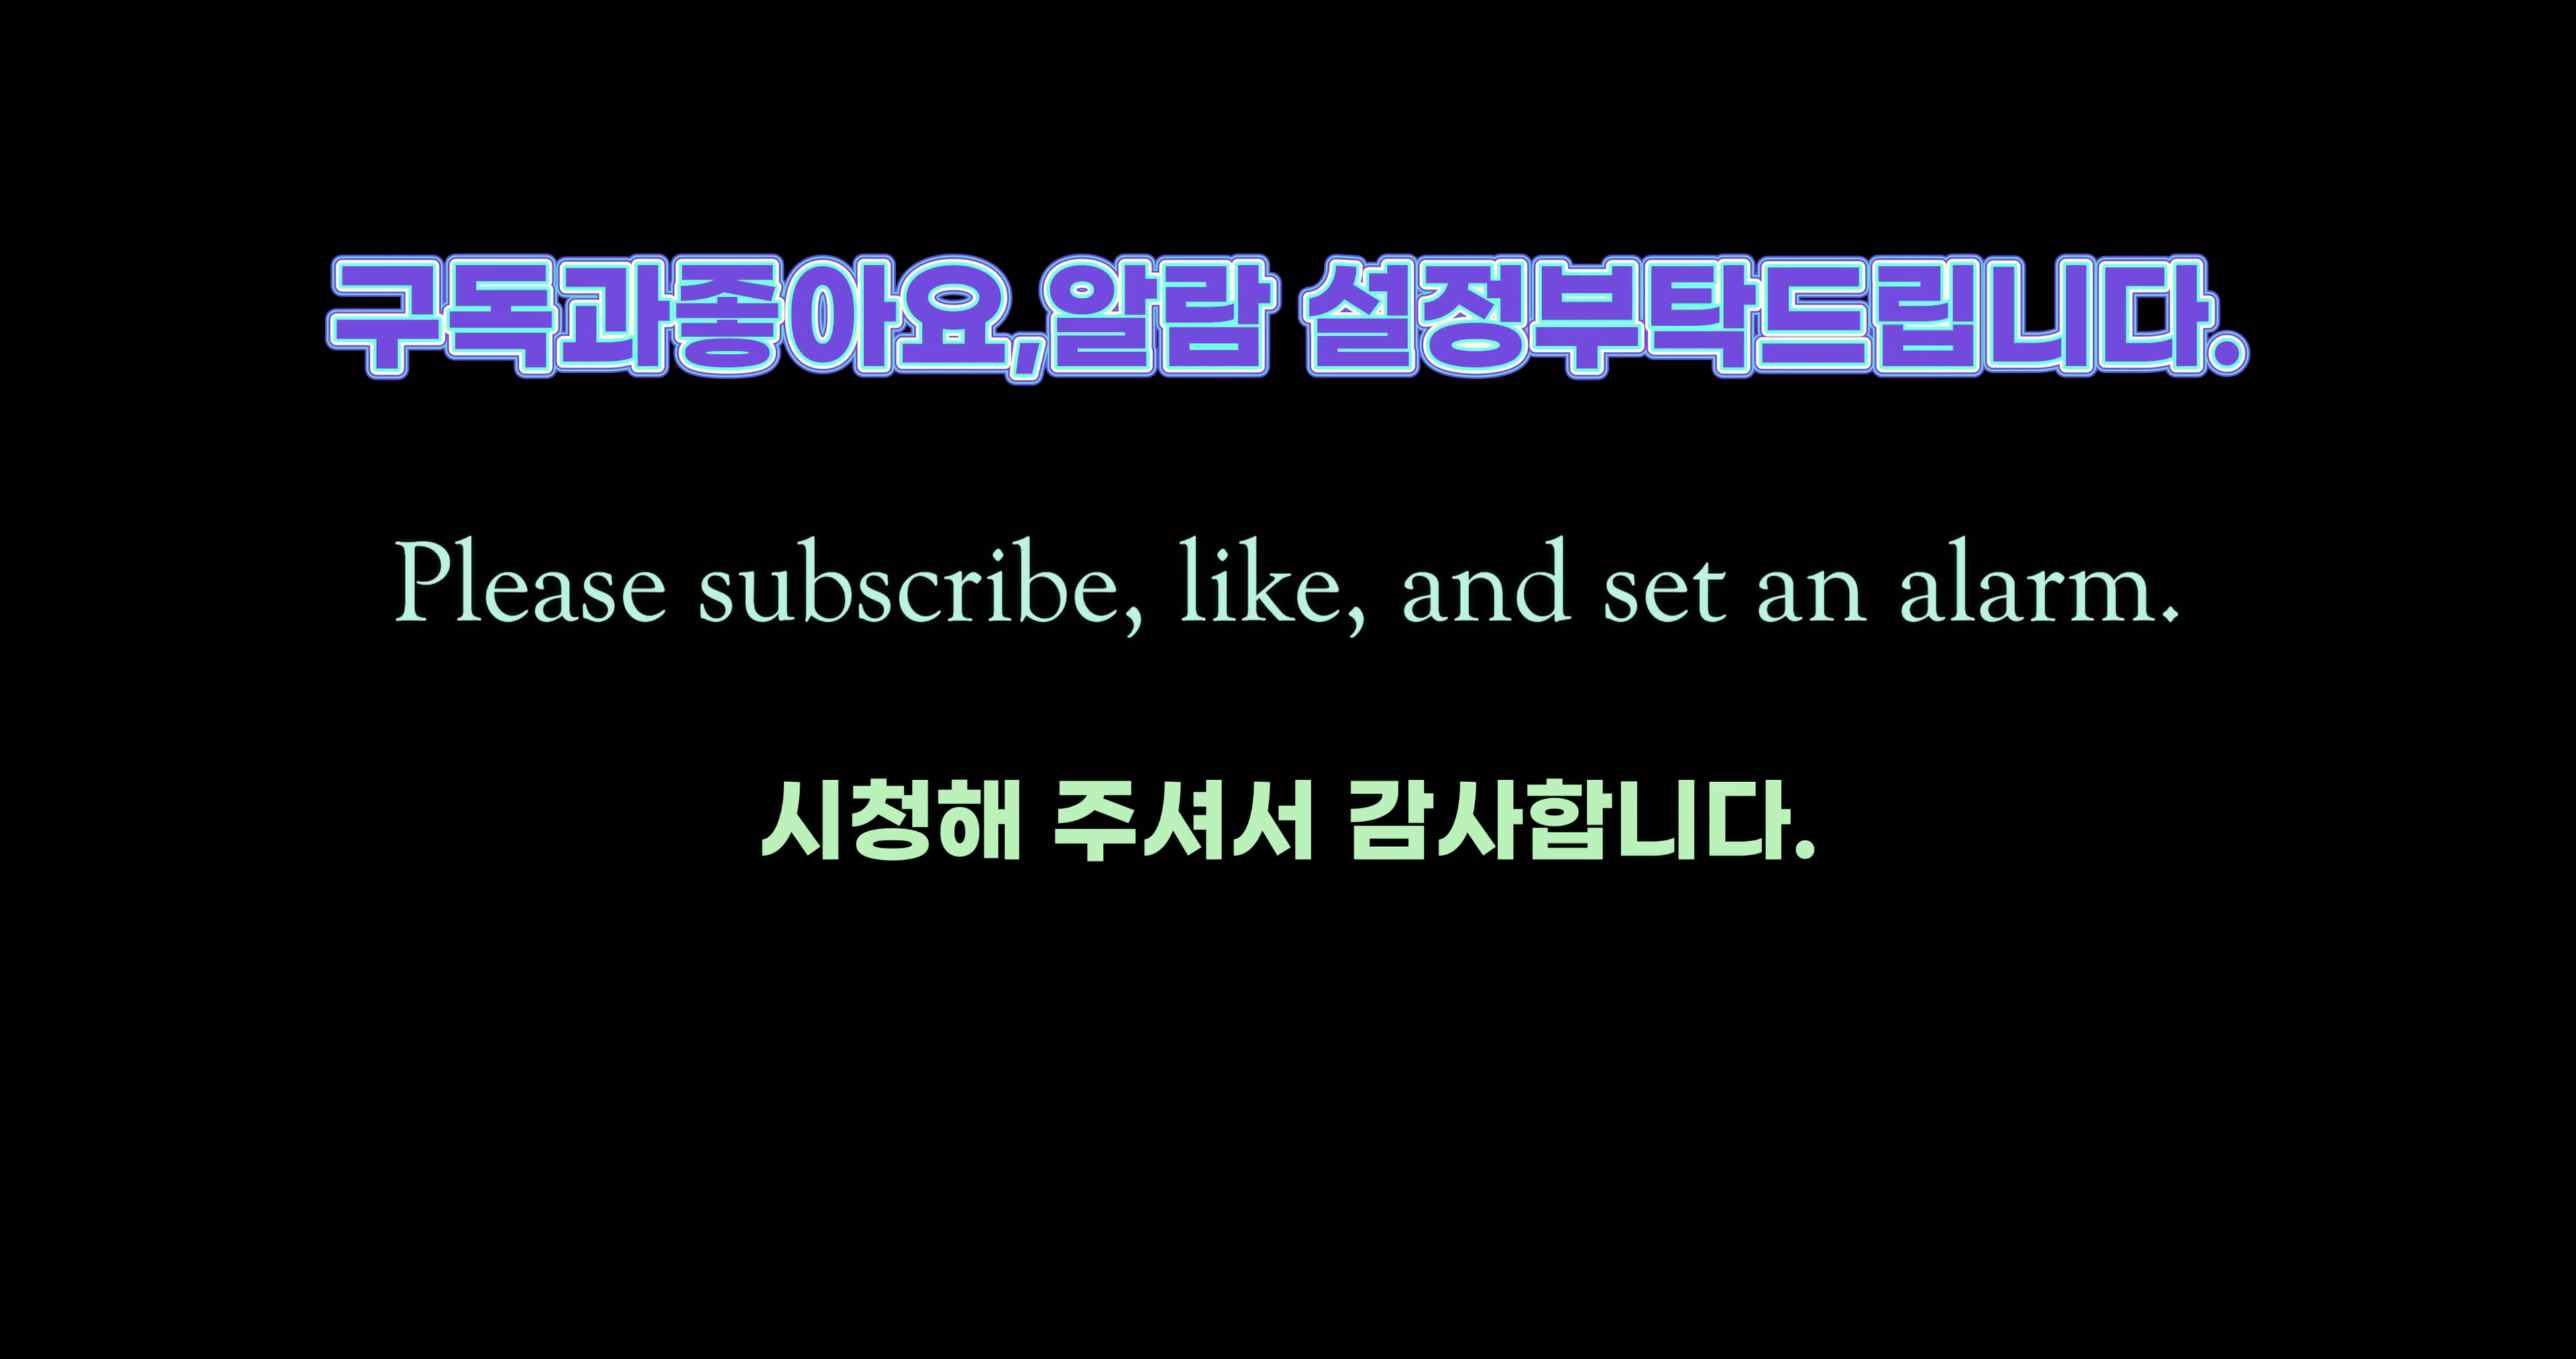 구독과좋아요,알람 설정부탁드립니다.
Please subscribe, like, and set an alarm.
시청해 주셔서 감사합니다.